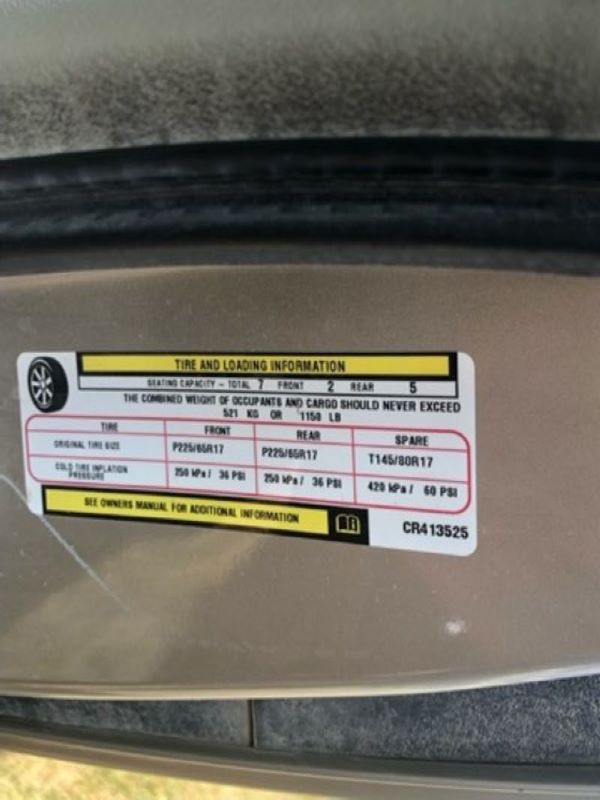 TIRE AND LOADING INFORMATION
SEATING CAPACITY - TOTAL 7 FRONT 2 REAR 5
THE COMBINED WEIGHT OF OCCUPANTS AND CARGO SHOULD NEVER EXCEED
521 KG OR 1150 LB
TIRE FRONT REAR SPARE
ORIGINAL TIRE SIZE P225/65R17 P225/65R17 T145/80R17
COLD TIRE INFLATION PRESSURE 250 kPa / 36 PSI 250 kPa / 36 PSI 420 kPa / 60 PSI
SEE OWNERS MANUAL FOR ADDITIONAL INFORMATION
CR413525